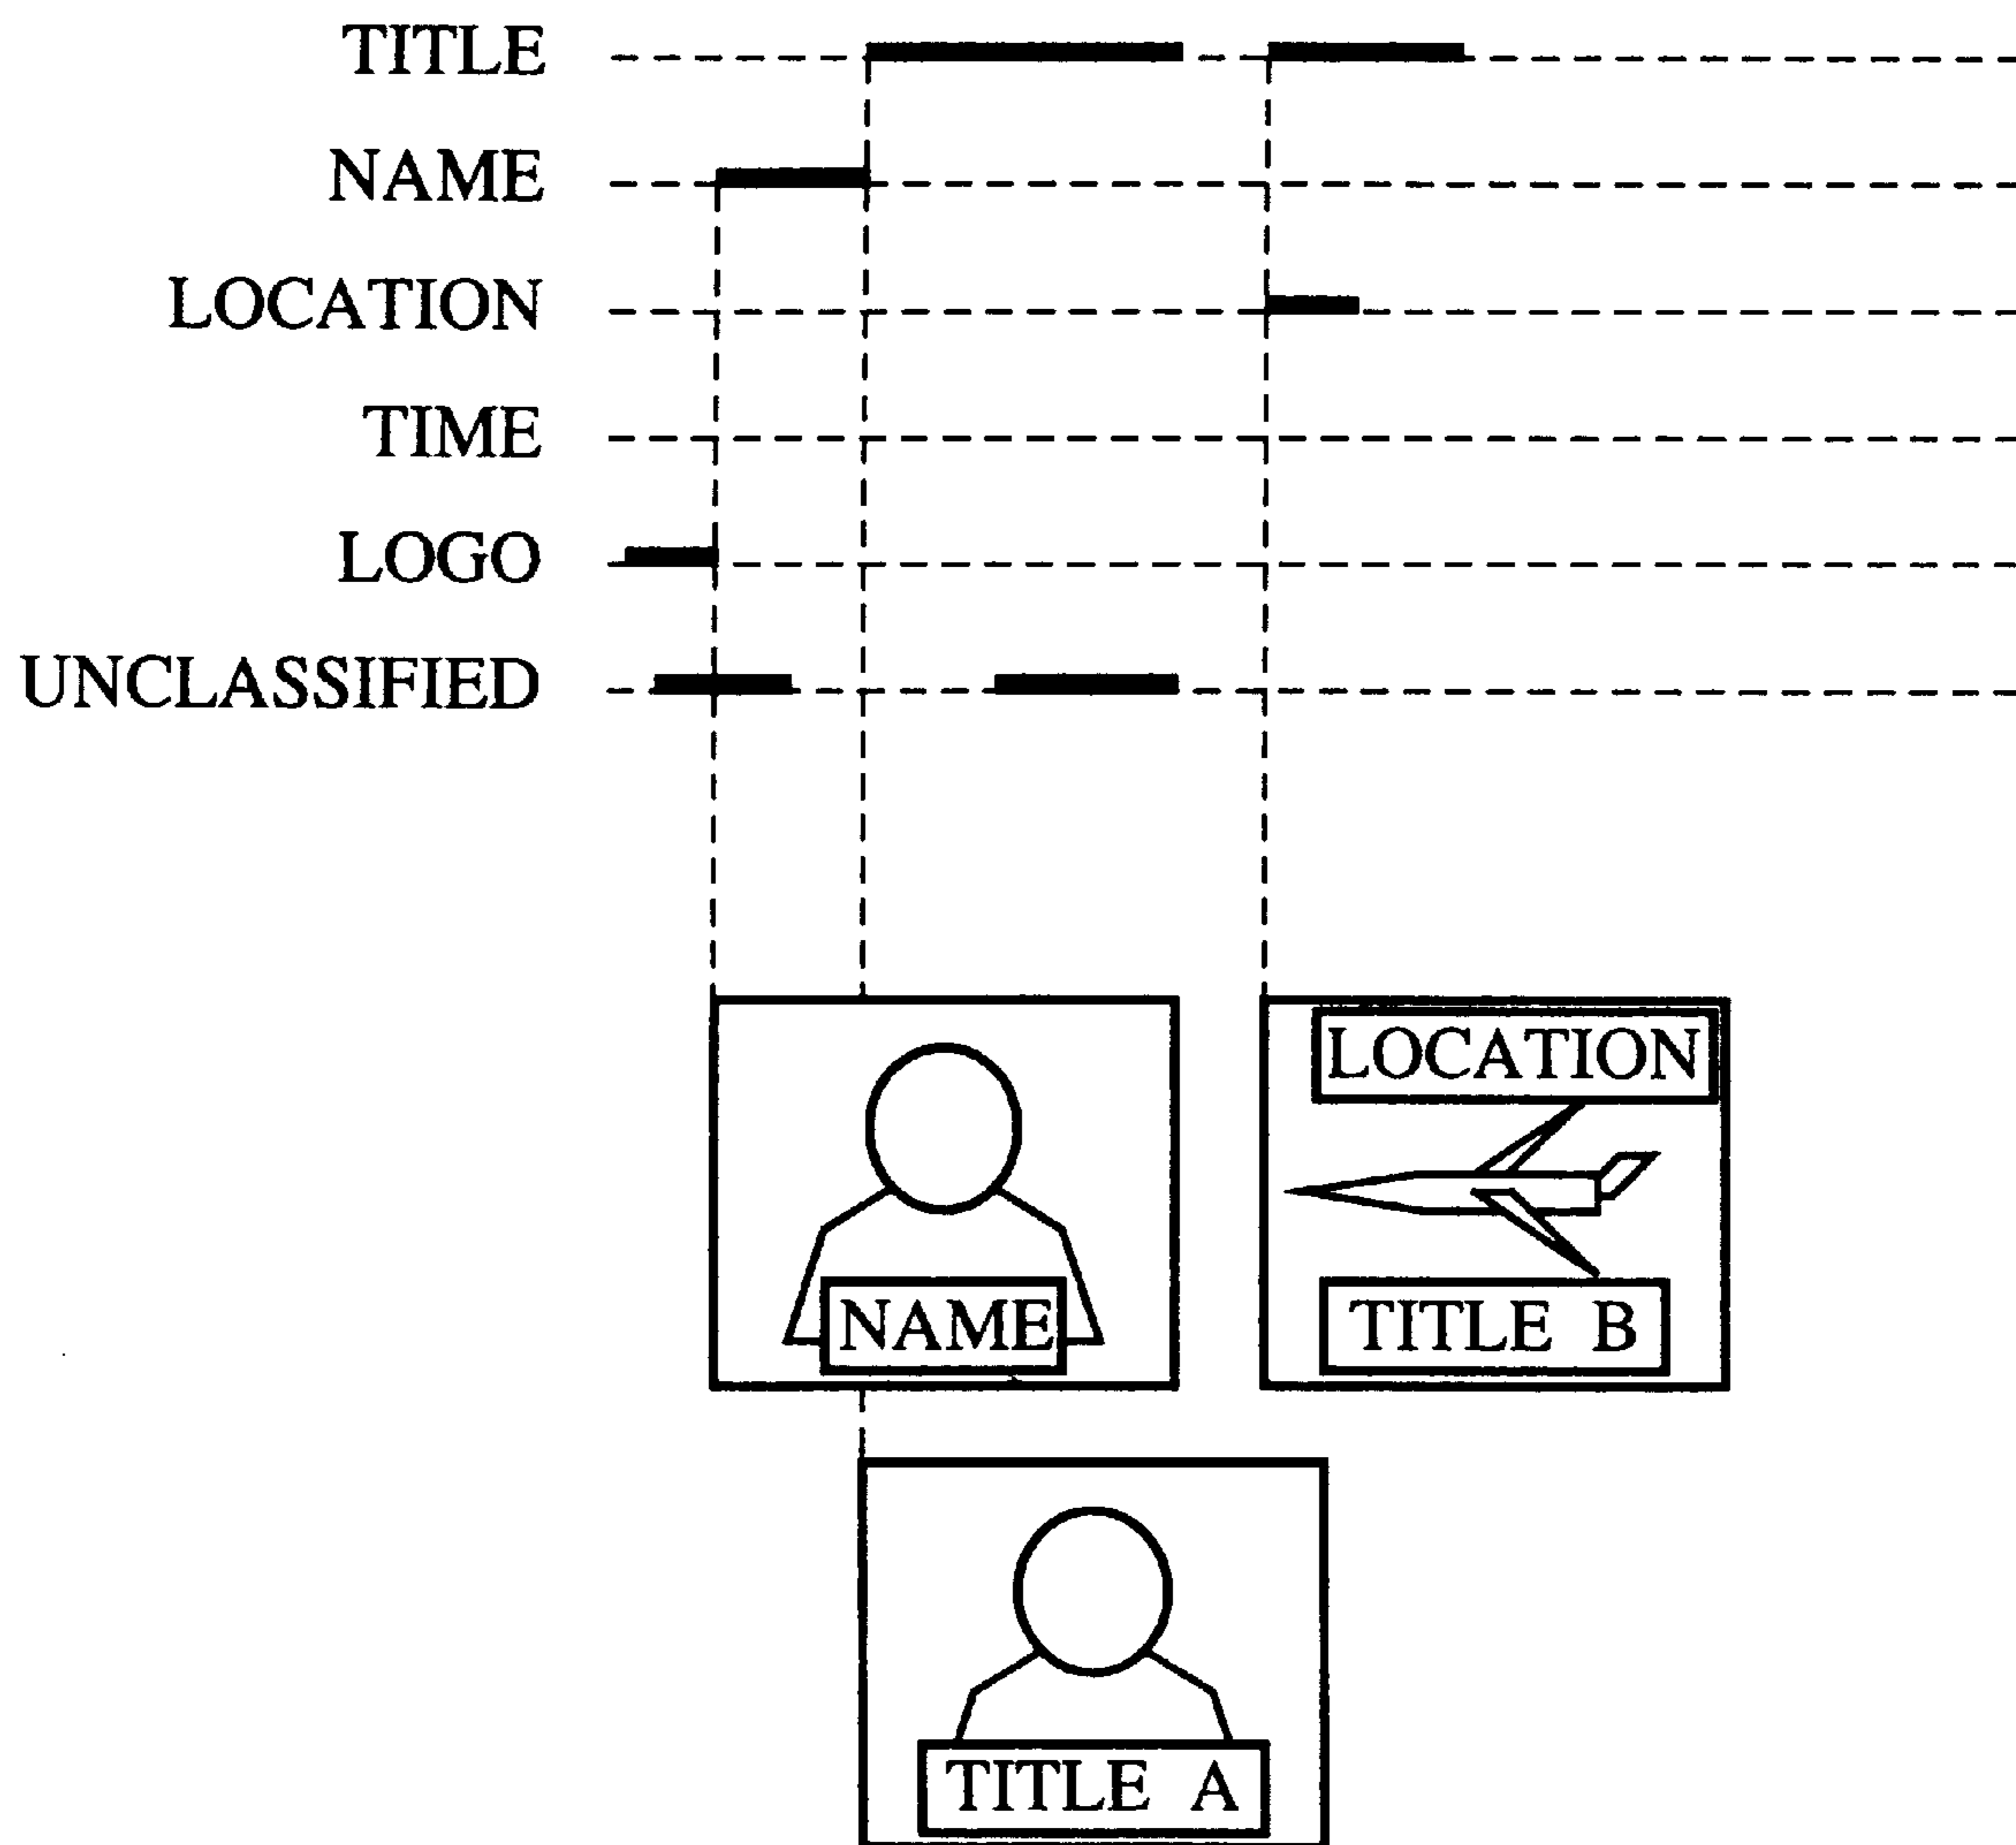 TITLE
NAME
LOCATION
TIME
LOGO
UNCLASSIFIED
LOCATION
NAME
TITLE B
TITLE A